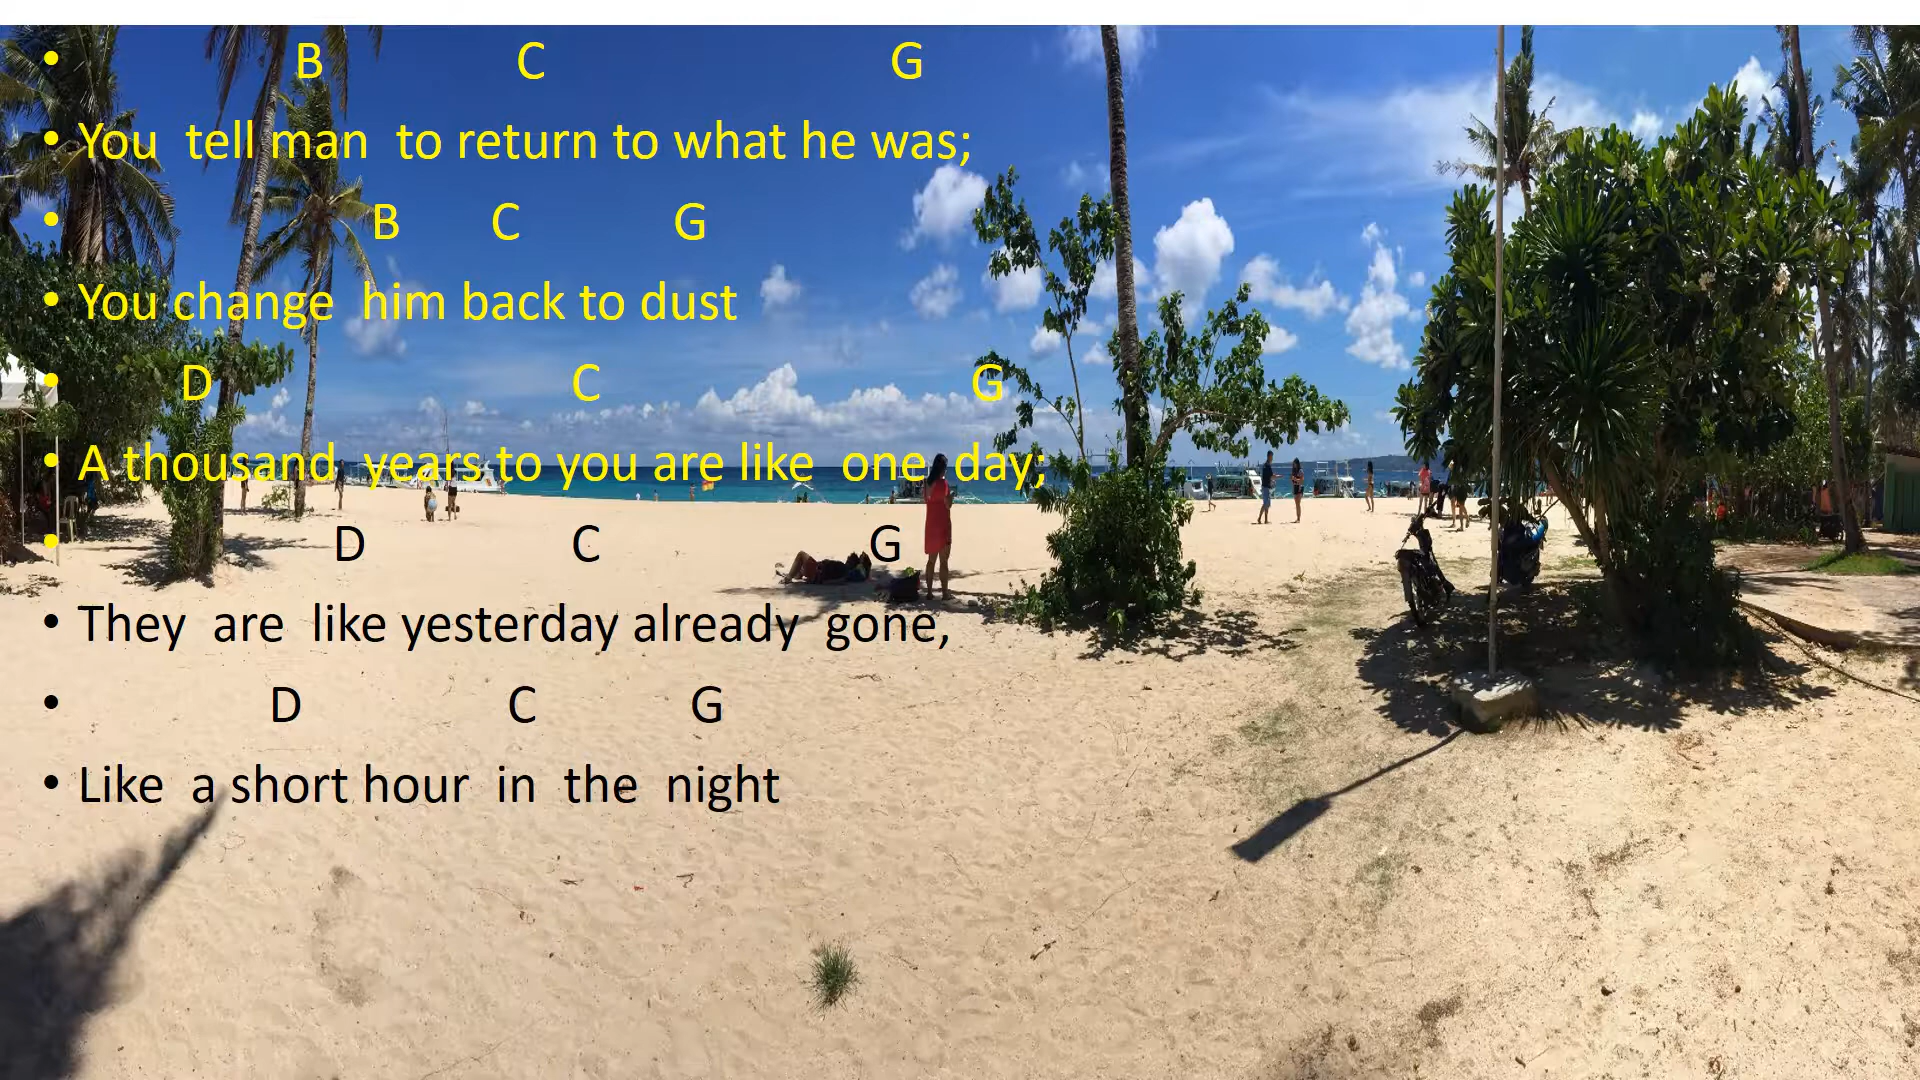 • B C G
• You tell man to return to what he was;
• B C G
• You change him back to dust
• D C G
• A thousand years to you are like one day;
• D C G
• They are like yesterday already gone,
• D C G
• Like a short hour in the night